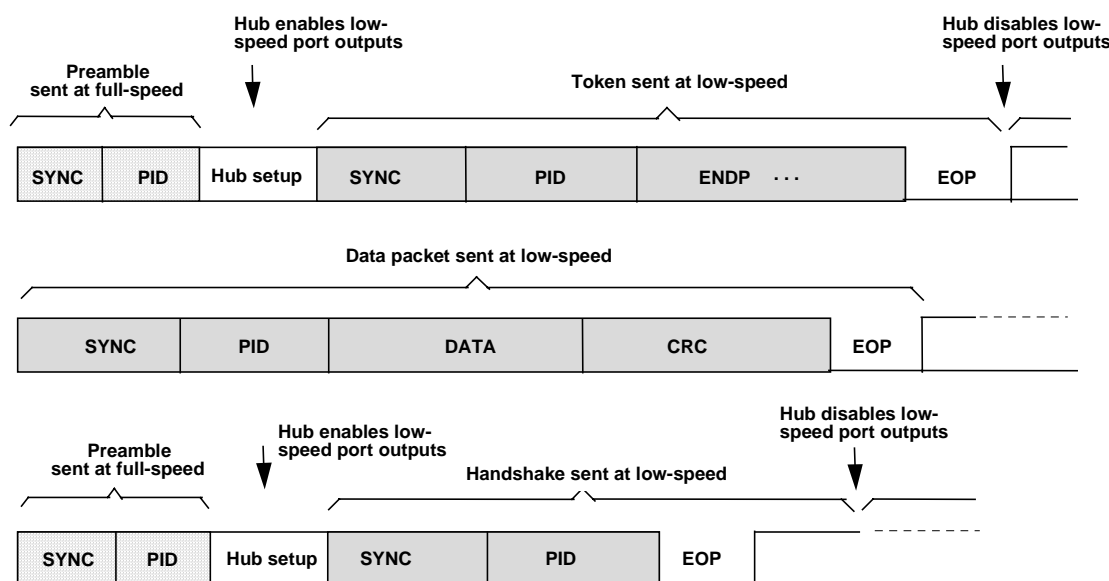 Hub enables low-
speed port outputs
Hub disables low-
speed port outputs
Preamble
sent at full-speed
Token sent at low-speed
SYNC PID Hub setup SYNC PID ENDP ... EOP
Data packet sent at low-speed
SYNC PID DATA CRC EOP
Hub disables low-
speed port outputs
Hub enables low-
speed port outputs
Preamble
sent at full-speed
Handshake sent at low-speed
SYNC PID Hub setup SYNC PID EOP